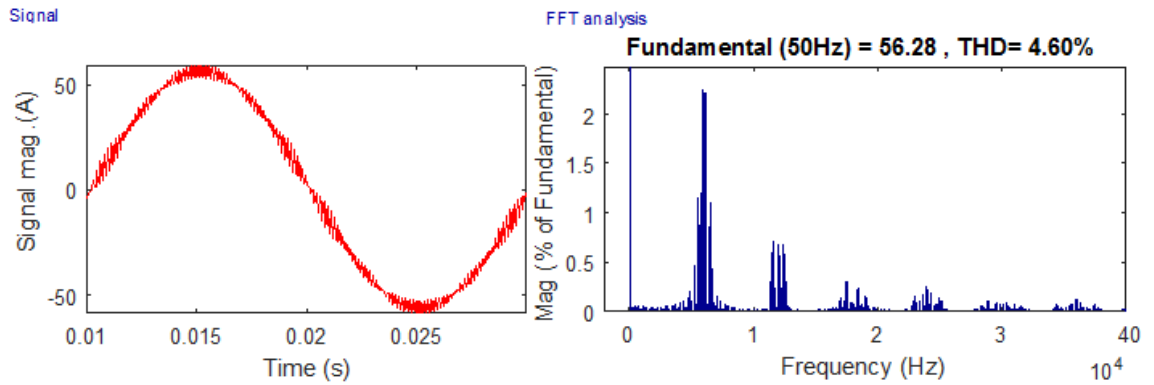 Signal
FFT analysis
Fundamental (50Hz) = 56.28 , THD= 4.60%
Signal mag.(A)
50
0
-50
0.01
0.015
0.02
0.025
Time (s)
Mag (% of Fundamental)
2
1.5
1
0.5
0
0
1
2
3
40
Frequency (Hz)
10^4